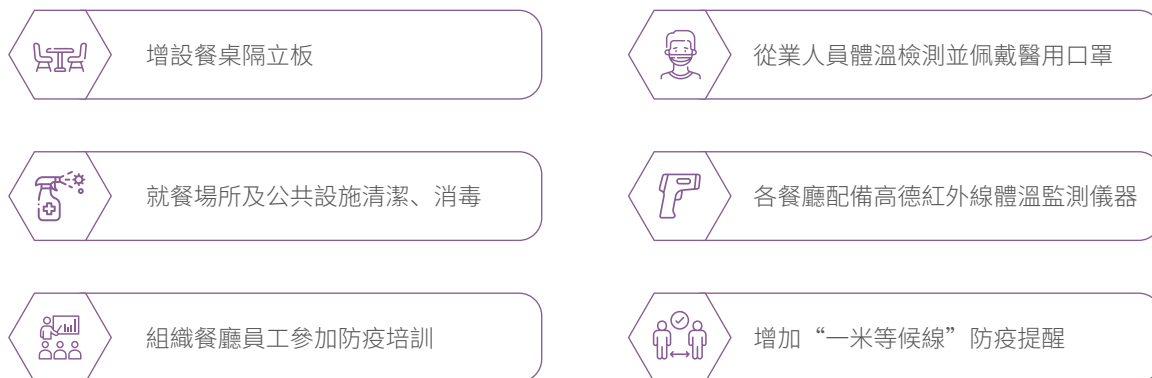 增設餐桌隔立板
從業人員體溫檢測並佩戴醫用口罩
就餐場所及公共設施清潔、消毒
各餐廳配備高德紅外線體溫監測儀器
組織餐廳員工參加防疫培訓
增加“一米等候線”防疫提醒